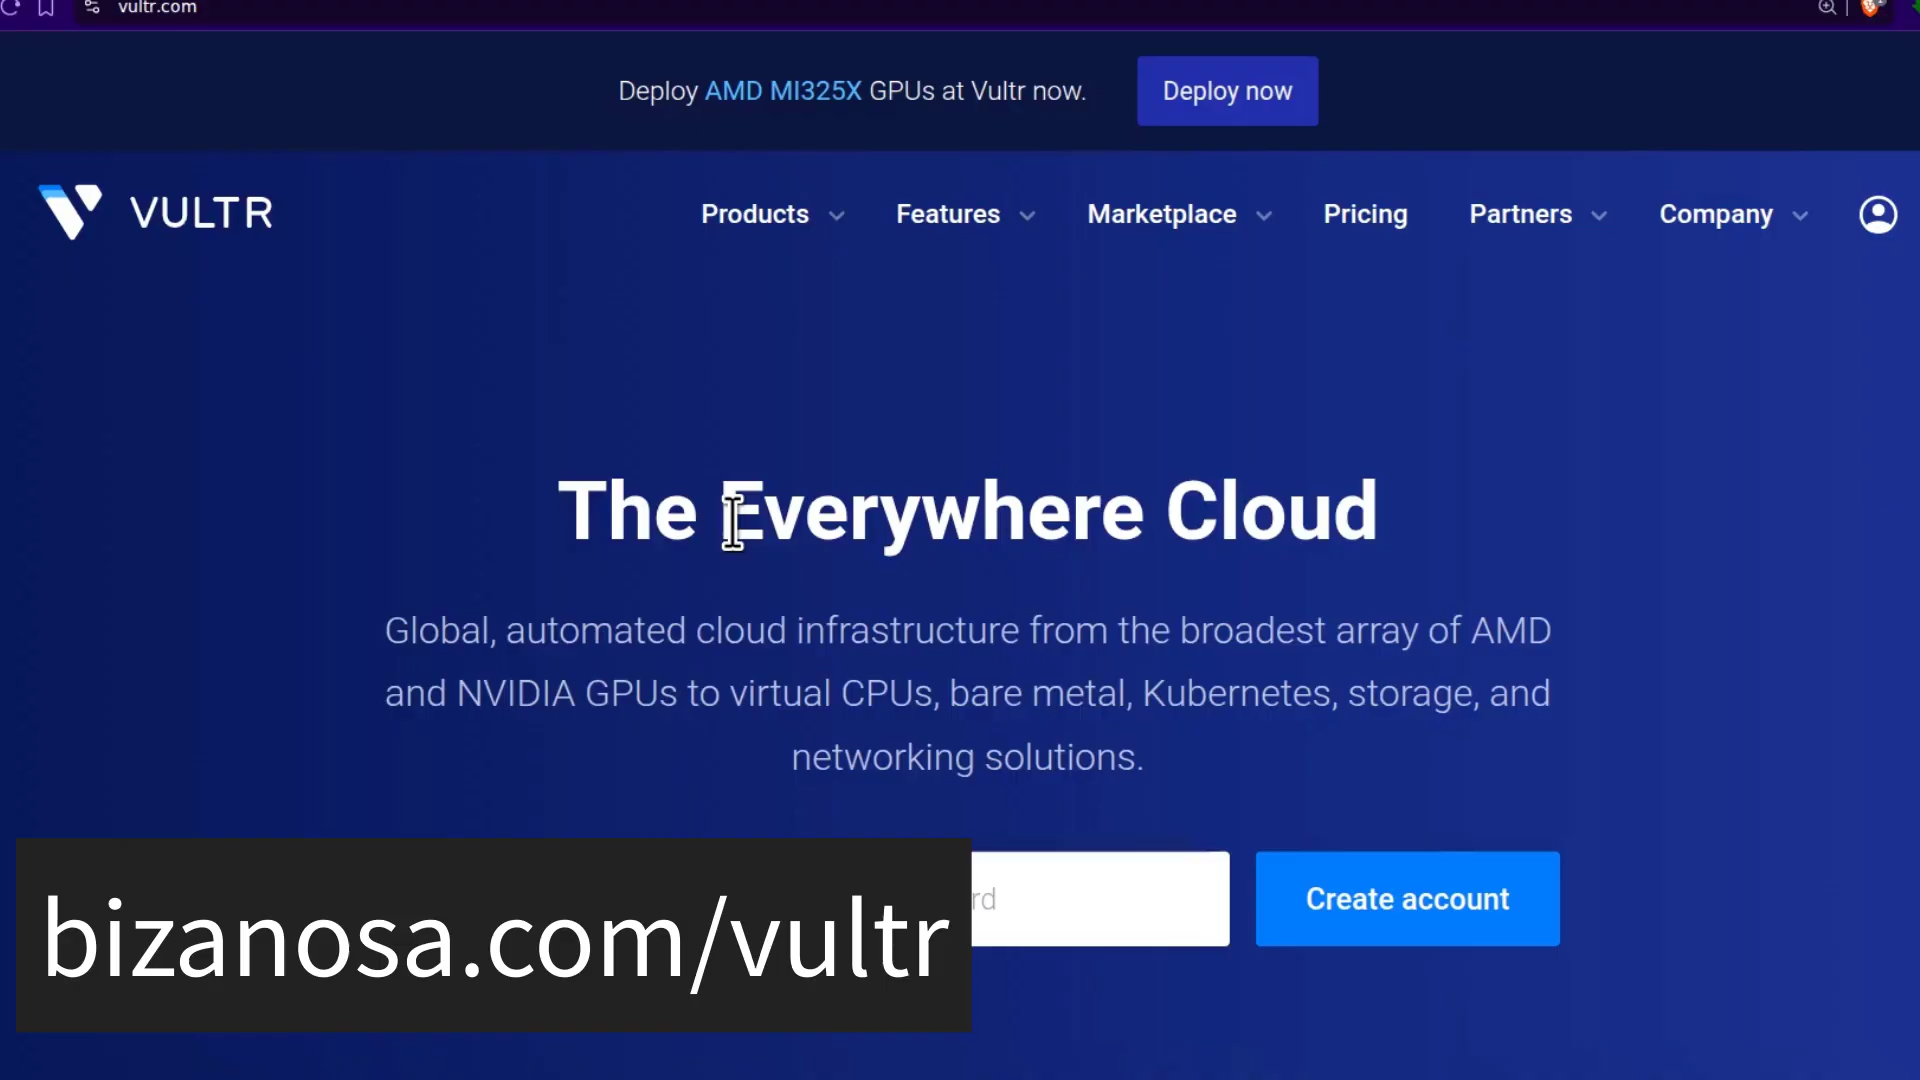 vultr.com
Deploy AMD MI325X GPUs at Vultr now.
Deploy now
VULTR
Products
Features
Marketplace
Pricing
Partners
Company
The Everywhere Cloud
Global, automated cloud infrastructure from the broadest array of AMD
and NVIDIA GPUs to virtual CPUs, bare metal, Kubernetes, storage, and
networking solutions.
rd
Create account
bizanosa.com/vultr